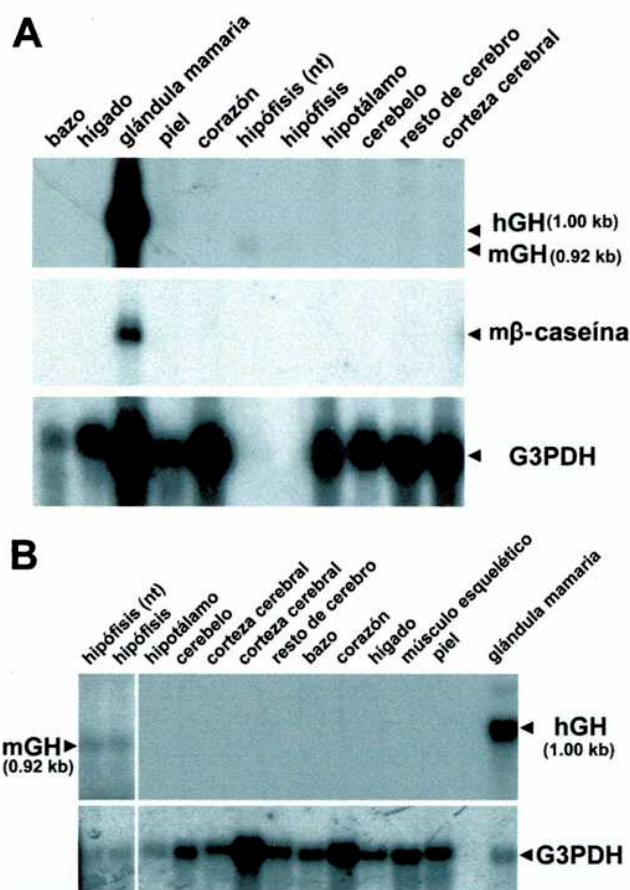 A
bazo
hígado
glándula mamaria
piel
corazón
hipófisis (nt)
hipófisis
hipotálamo
cerebelo
resto de cerebro
corteza cerebral
hGH (1.00 kb)
mGH (0.92 kb)
mβ-caseína
G3PDH
B
hipófisis (nt)
hipófisis
hipotálamo
cerebelo
corteza cerebral
corteza cerebral
resto de cerebro
bazo
corazón
hígado
músculo esquelético
piel
glándula mamaria
mGH
(0.92 kb)
hGH
(1.00 kb)
G3PDH